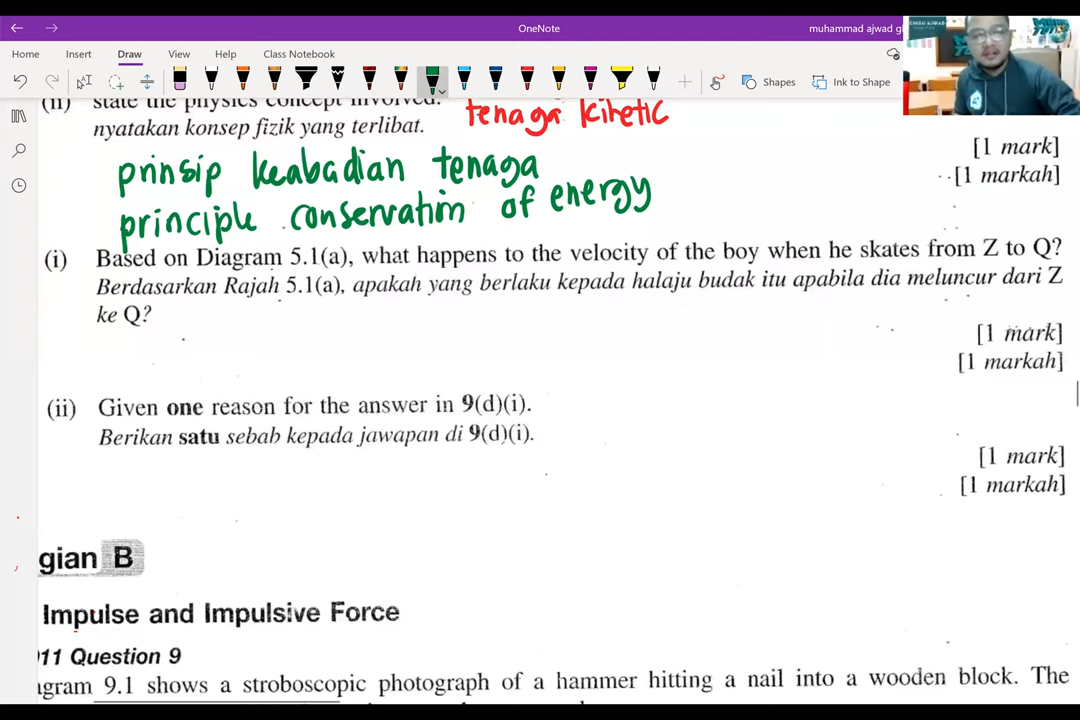 OneNote
muhammad ajwad
Home Insert Draw View Help Class Notebook
Shapes Ink to Shape
(ii) state the physics concept involved. tenaga kinetic
nyatakan konsep fizik yang terlibat.
[1 mark]
[1 markah]
prinsip keabadian tenaga
principle conservation of energy
(i) Based on Diagram 5.1(a), what happens to the velocity of the boy when he skates from Z to Q?
Berdasarkan Rajah 5.1(a), apakah yang berlaku kepada halaju budak itu apabila dia meluncur dari Z
ke Q?
[1 mark]
[1 markah]
(ii) Given one reason for the answer in 9(d)(i).
Berikan satu sebab kepada jawapan di 9(d)(i).
[1 mark]
[1 markah]
gian B
Impulse and Impulsive Force
11 Question 9
gram 9.1 shows a stroboscopic photograph of a hammer hitting a nail into a wooden block. The